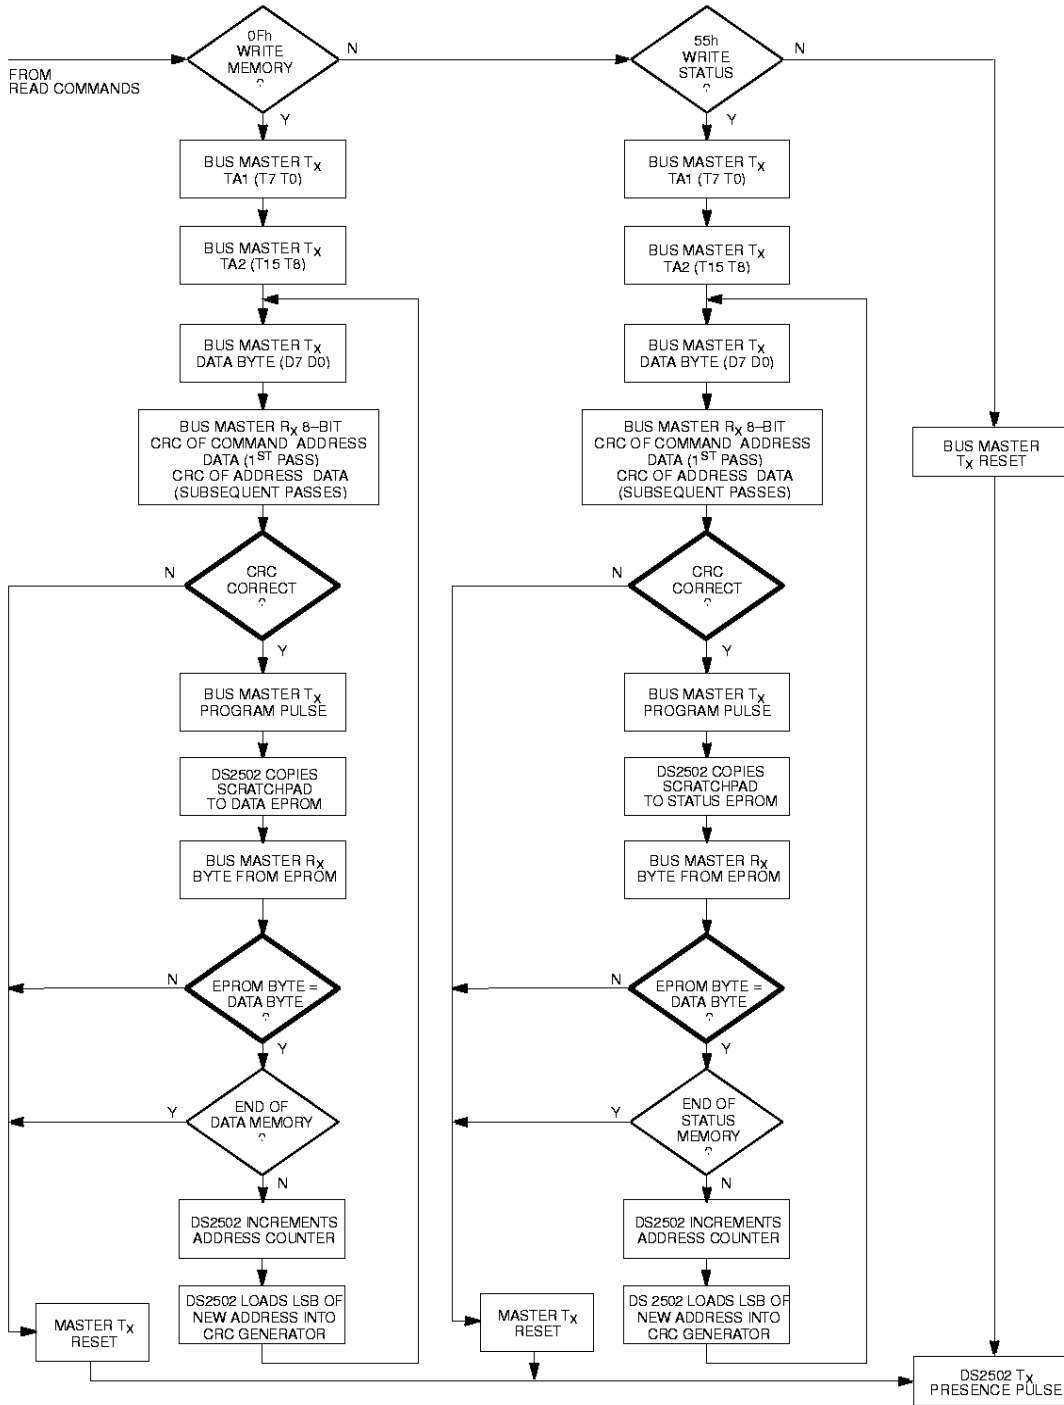 0Fh
WRITE
MEMORY
?
N
Y
FROM
READ COMMANDS
55h
WRITE
STATUS
?
N
Y
BUS MASTER TX
TA1 (T7 T0)
BUS MASTER TX
TA2 (T15 T8)
BUS MASTER TX
DATA BYTE (D7 D0)
BUS MASTER RX 8–BIT
CRC OF COMMAND ADDRESS
DATA (1ST PASS)
CRC OF ADDRESS DATA
(SUBSEQUENT PASSES)
N
CRC
CORRECT
?
Y
BUS MASTER TX
PROGRAM PULSE
DS2502 COPIES
SCRATCHPAD
TO DATA EPROM
BUS MASTER RX
BYTE FROM EPROM
N
EPROM BYTE =
DATA BYTE
?
Y
Y
END OF
DATA MEMORY
?
N
DS2502 INCREMENTS
ADDRESS COUNTER
DS2502 LOADS LSB OF
NEW ADDRESS INTO
CRC GENERATOR
MASTER TX
RESET
BUS MASTER TX
TA1 (T7 T0)
BUS MASTER TX
TA2 (T15 T8)
BUS MASTER TX
DATA BYTE (D7 D0)
BUS MASTER RX 8–BIT
CRC OF COMMAND ADDRESS
DATA (1ST PASS)
CRC OF ADDRESS DATA
(SUBSEQUENT PASSES)
N
CRC
CORRECT
?
Y
BUS MASTER TX
PROGRAM PULSE
DS2502 COPIES
SCRATCHPAD
TO STATUS EPROM
BUS MASTER RX
BYTE FROM EPROM
N
EPROM BYTE =
DATA BYTE
?
Y
Y
END OF
STATUS
MEMORY
?
N
DS2502 INCREMENTS
ADDRESS COUNTER
DS 2502 LOADS LSB OF
NEW ADDRESS INTO
CRC GENERATOR
MASTER TX
RESET
BUS MASTER
TX RESET
DS2502 TX
PRESENCE PULSE